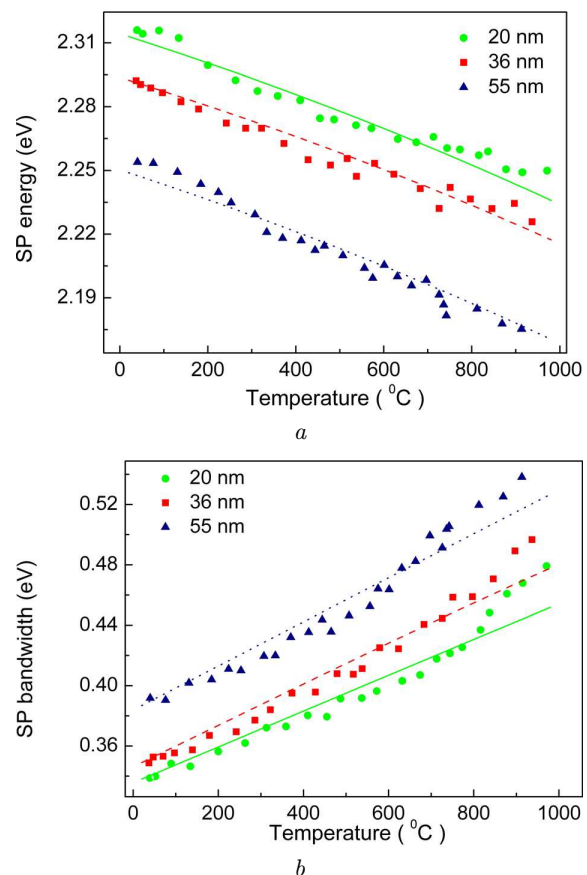 2.31
2.28
2.25
2.22
2.19
SP energy (eV)
20 nm
36 nm
55 nm
0 200 400 600 800 1000
Temperature ( ⁰C)
a
0.52
0.48
0.44
0.40
0.36
SP bandwidth (eV)
20 nm
36 nm
55 nm
0 200 400 600 800 1000
Temperature ( ⁰C)
b